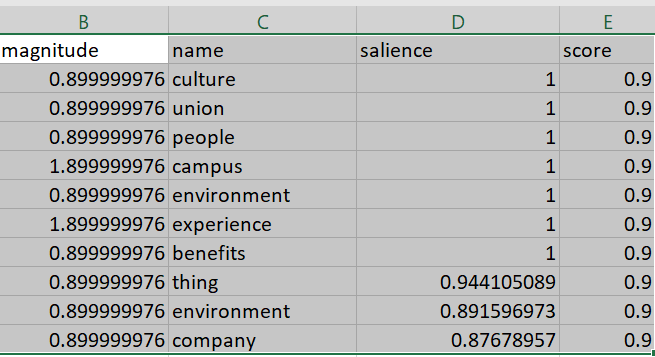 B C D E
magnitude name salience score
0.899999976 culture 1 0.9
0.899999976 union 1 0.9
0.899999976 people 1 0.9
1.899999976 campus 1 0.9
0.899999976 environment 1 0.9
1.899999976 experience 1 0.9
0.899999976 benefits 1 0.9
0.899999976 thing 0.944105089 0.9
0.899999976 environment 0.891596973 0.9
0.899999976 company 0.87678957 0.9